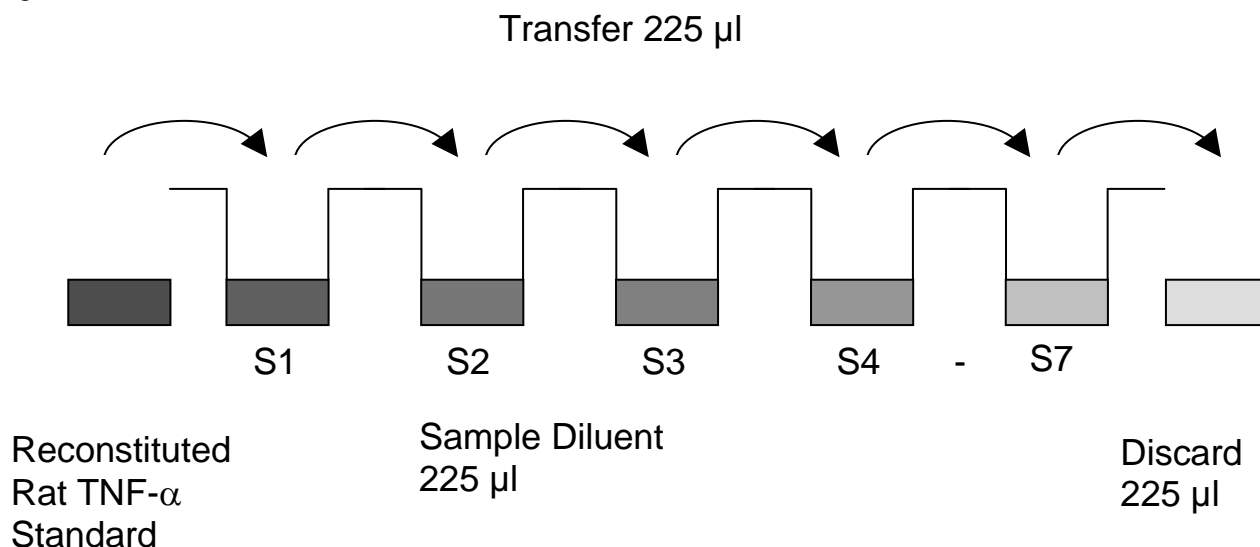 Transfer 225 µl
S1 S2 S3 S4 - S7
Reconstituted
Rat TNF-α
Standard
Sample Diluent
225 µl
Discard
225 µl